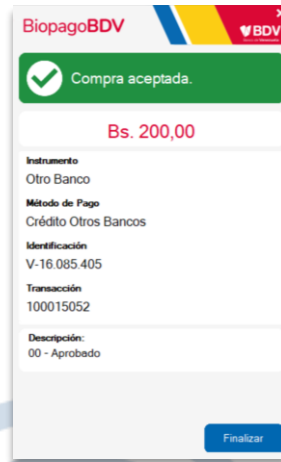 BiopagoBDV
BDV
Compra aceptada.
Bs. 200,00
Instrumento
Otro Banco
Método de Pago
Crédito Otros Bancos
Identificación
V-16.085.405
Transacción
100015052
Descripción:
00 - Aprobado
Finalizar